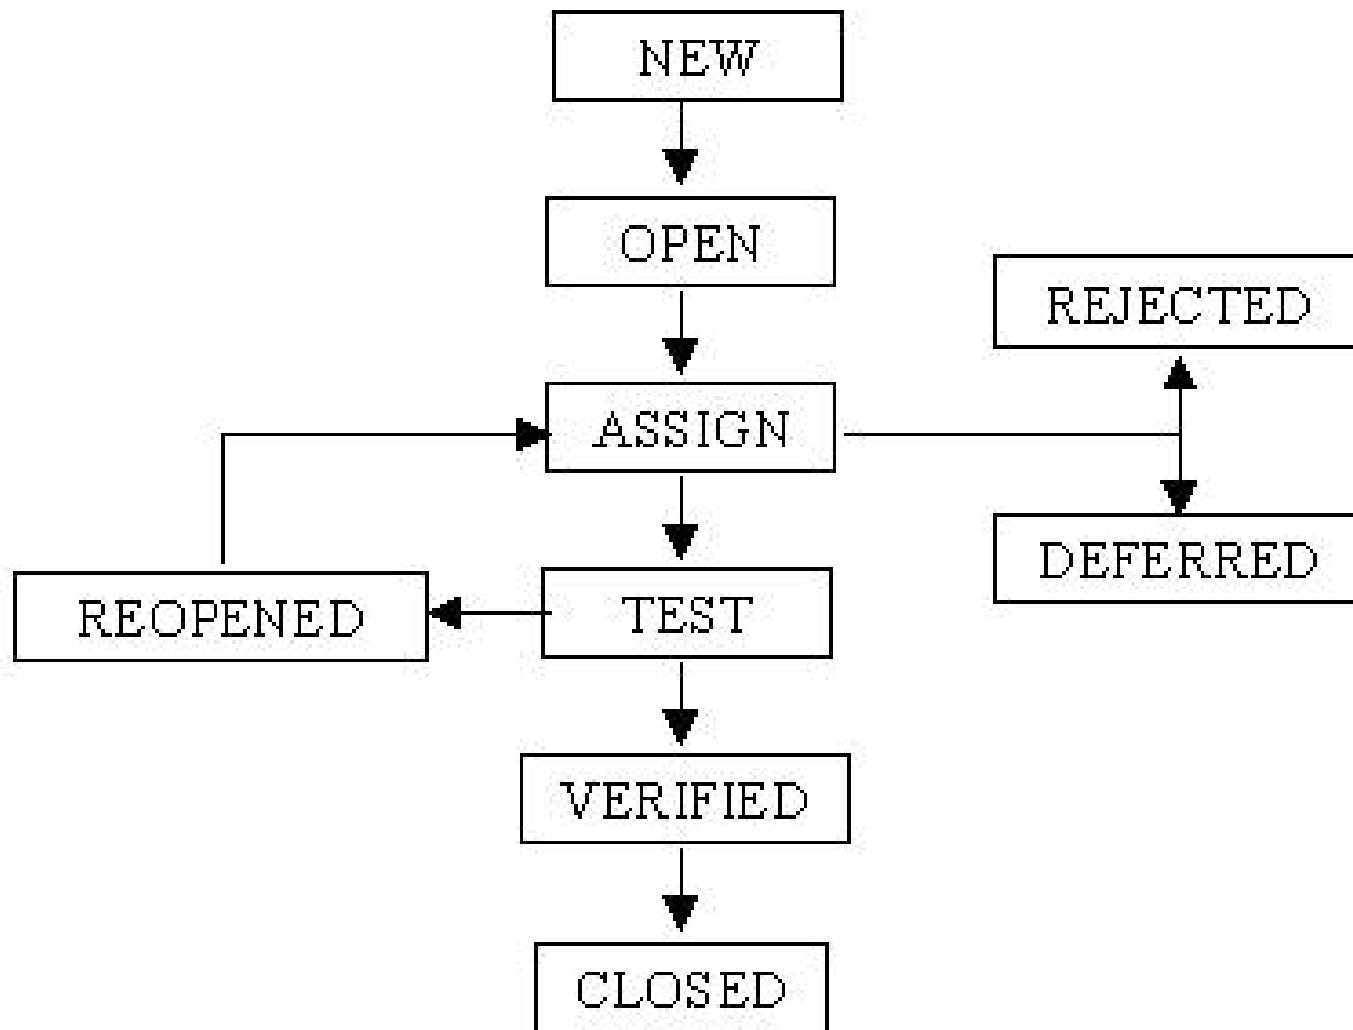 NEW
OPEN
REJECTED
ASSIGN
DEFERRED
REOPENED
TEST
VERIFIED
CLOSED